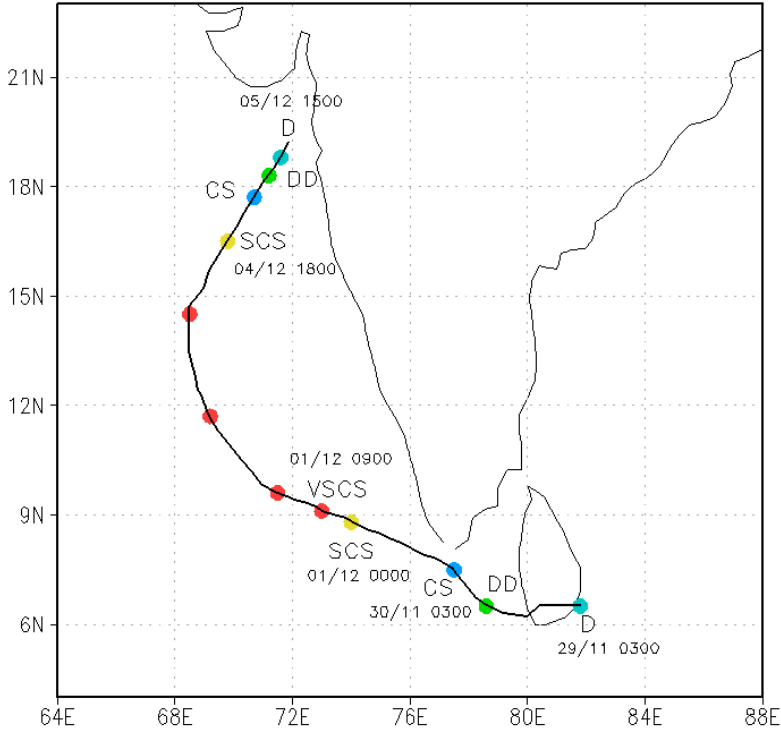 21N
05/12 1500
D
18N
CS
DD
SCS
04/12 1800
15N
12N
01/12 0900
VSCS
9N
SCS
01/12 0000
CS
DD
30/11 0300
6N
D
29/11 0300
64E 68E 72E 76E 80E 84E 88E